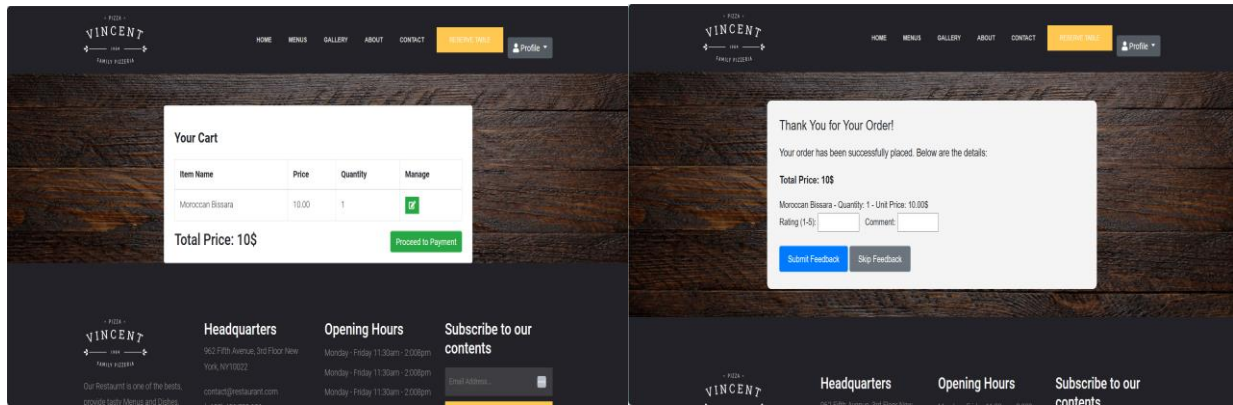 - PIZZA -
VINCENT
1969
FAMILY PIZZERIA
HOME MENUS GALLERY ABOUT CONTACT RESERVE TABLE Profile
Your Cart
Item Name Price Quantity Manage
Moroccan Bissara 10.00 1
Total Price: 10$ Proceed to Payment
- PIZZA -
VINCENT
1969
FAMILY PIZZERIA
Our Restaurnt is one of the bests,
provide tasty Menus and Dishes.
Headquarters
962 Fifth Avenue, 3rd Floor New
York, NY10022
contact@restaurant.com
Opening Hours
Monday - Friday 11:30am - 2:008pm
Monday - Friday 11:30am - 2:008pm
Monday - Friday 11:30am - 2:008pm
Subscribe to our
contents
Email Address...
- PIZZA -
VINCENT
1969
FAMILY PIZZERIA
HOME MENUS GALLERY ABOUT CONTACT RESERVE TABLE Profile
Thank You for Your Order!
Your order has been successfully placed. Below are the details:
Total Price: 10$
Moroccan Bissara - Quantity: 1 - Unit Price: 10.00$
Rating (1-5): Comment:
Submit Feedback Skip Feedback
- PIZZA -
VINCENT
Headquarters
Opening Hours
Subscribe to our
contents